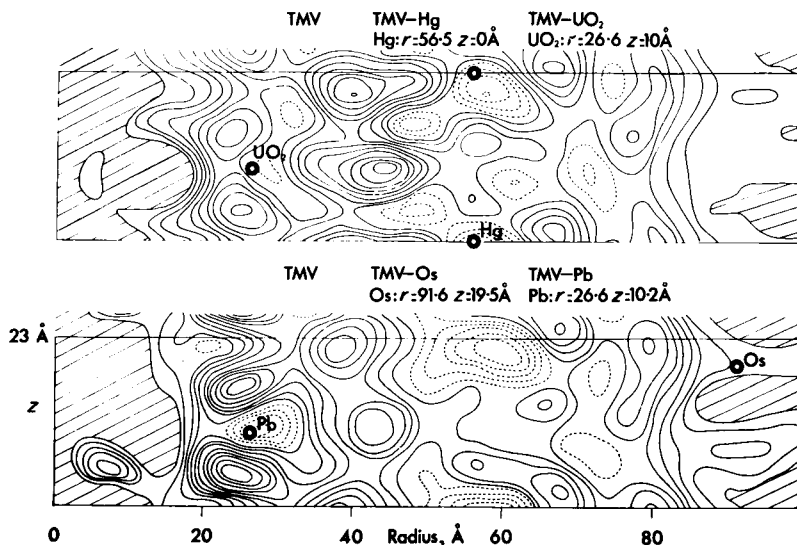 TMV TMV–Hg TMV–UO₂
Hg: r=56·5 z=0Å UO₂: r=26·6 z=10Å
UO₂
Hg
TMV TMV–Os TMV–Pb
Os: r=91·6 z=19·5Å Pb: r=26·6 z=10·2Å
23 Å
Os
z
Pb
0 20 40 Radius, Å 60 80